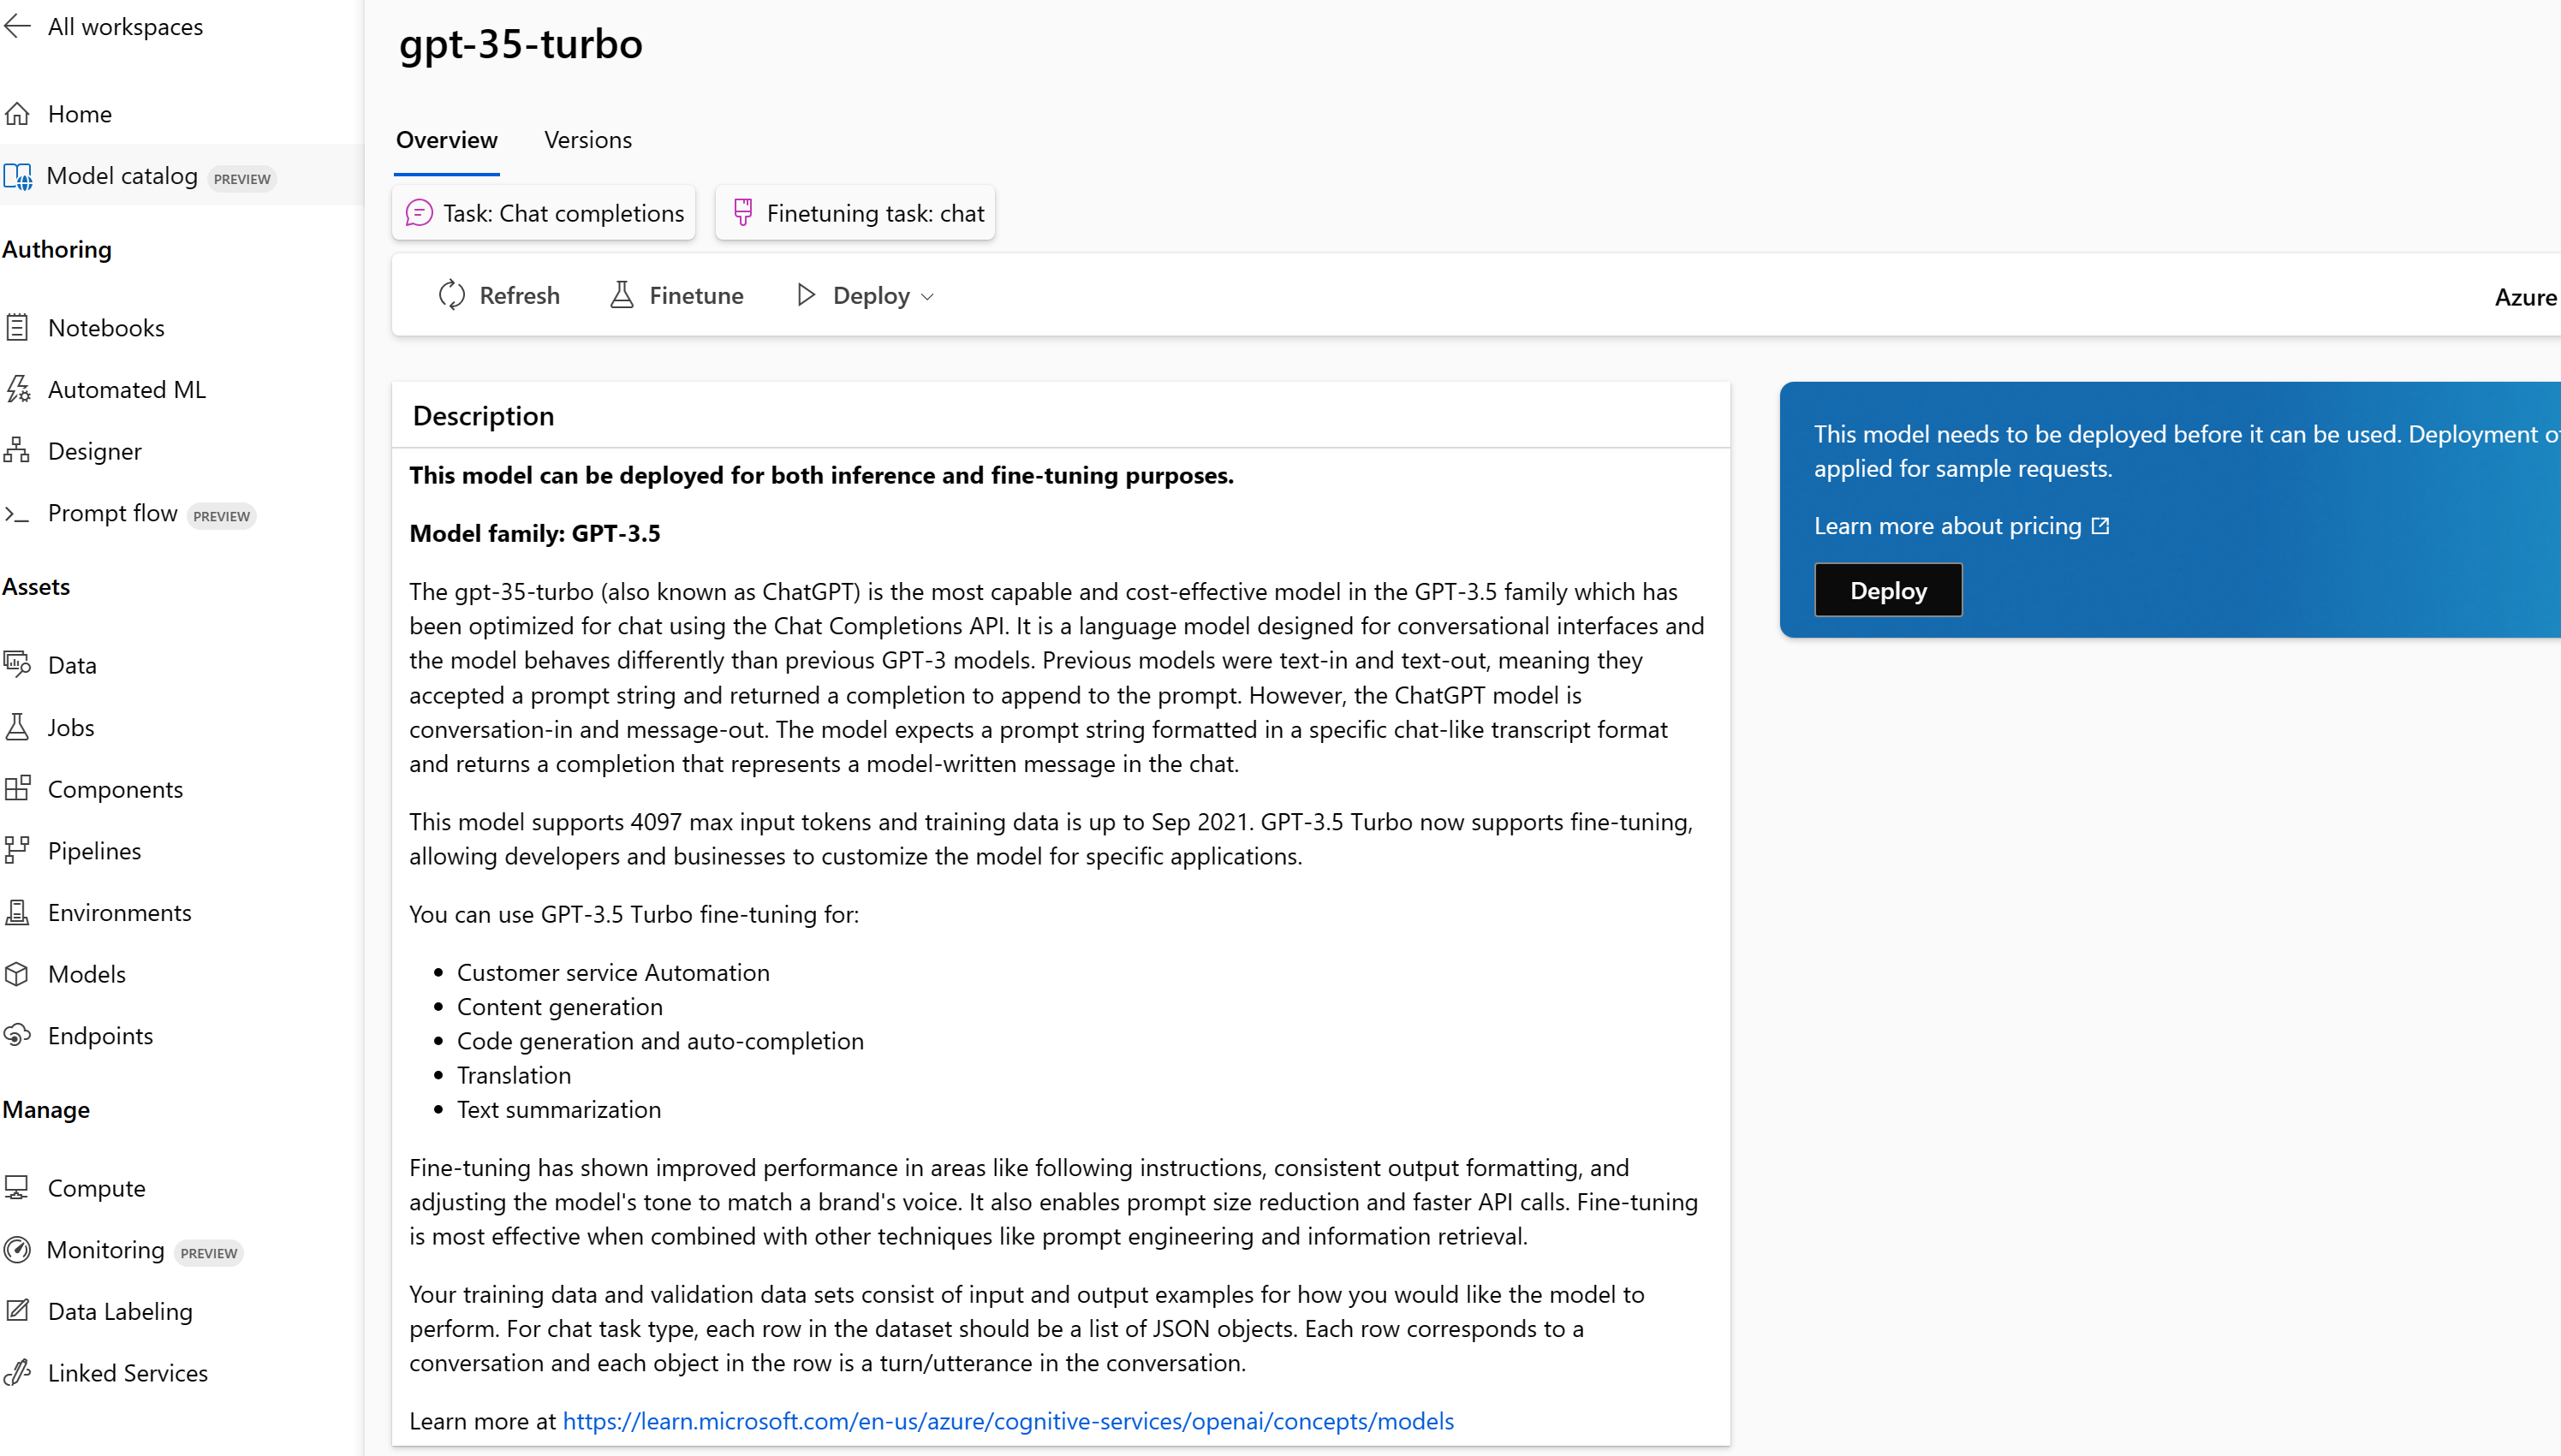 All workspaces
Home
Model catalog PREVIEW
Authoring
Notebooks
Automated ML
Designer
Prompt flow PREVIEW
Assets
Data
Jobs
Components
Pipelines
Environments
Models
Endpoints
Manage
Compute
Monitoring PREVIEW
Data Labeling
Linked Services
gpt-35-turbo
Overview Versions
Task: Chat completions Finetuning task: chat
Refresh Finetune Deploy Azure
Description
This model can be deployed for both inference and fine-tuning purposes.
Model family: GPT-3.5
The gpt-35-turbo (also known as ChatGPT) is the most capable and cost-effective model in the GPT-3.5 family which has
been optimized for chat using the Chat Completions API. It is a language model designed for conversational interfaces and
the model behaves differently than previous GPT-3 models. Previous models were text-in and text-out, meaning they
accepted a prompt string and returned a completion to append to the prompt. However, the ChatGPT model is
conversation-in and message-out. The model expects a prompt string formatted in a specific chat-like transcript format
and returns a completion that represents a model-written message in the chat.
This model supports 4097 max input tokens and training data is up to Sep 2021. GPT-3.5 Turbo now supports fine-tuning,
allowing developers and businesses to customize the model for specific applications.
You can use GPT-3.5 Turbo fine-tuning for:
• Customer service Automation
• Content generation
• Code generation and auto-completion
• Translation
• Text summarization
Fine-tuning has shown improved performance in areas like following instructions, consistent output formatting, and
adjusting the model's tone to match a brand's voice. It also enables prompt size reduction and faster API calls. Fine-tuning
is most effective when combined with other techniques like prompt engineering and information retrieval.
Your training data and validation data sets consist of input and output examples for how you would like the model to
perform. For chat task type, each row in the dataset should be a list of JSON objects. Each row corresponds to a
conversation and each object in the row is a turn/utterance in the conversation.
Learn more at https://learn.microsoft.com/en-us/azure/cognitive-services/openai/concepts/models
This model needs to be deployed before it can be used. Deployment
applied for sample requests.
Learn more about pricing
Deploy